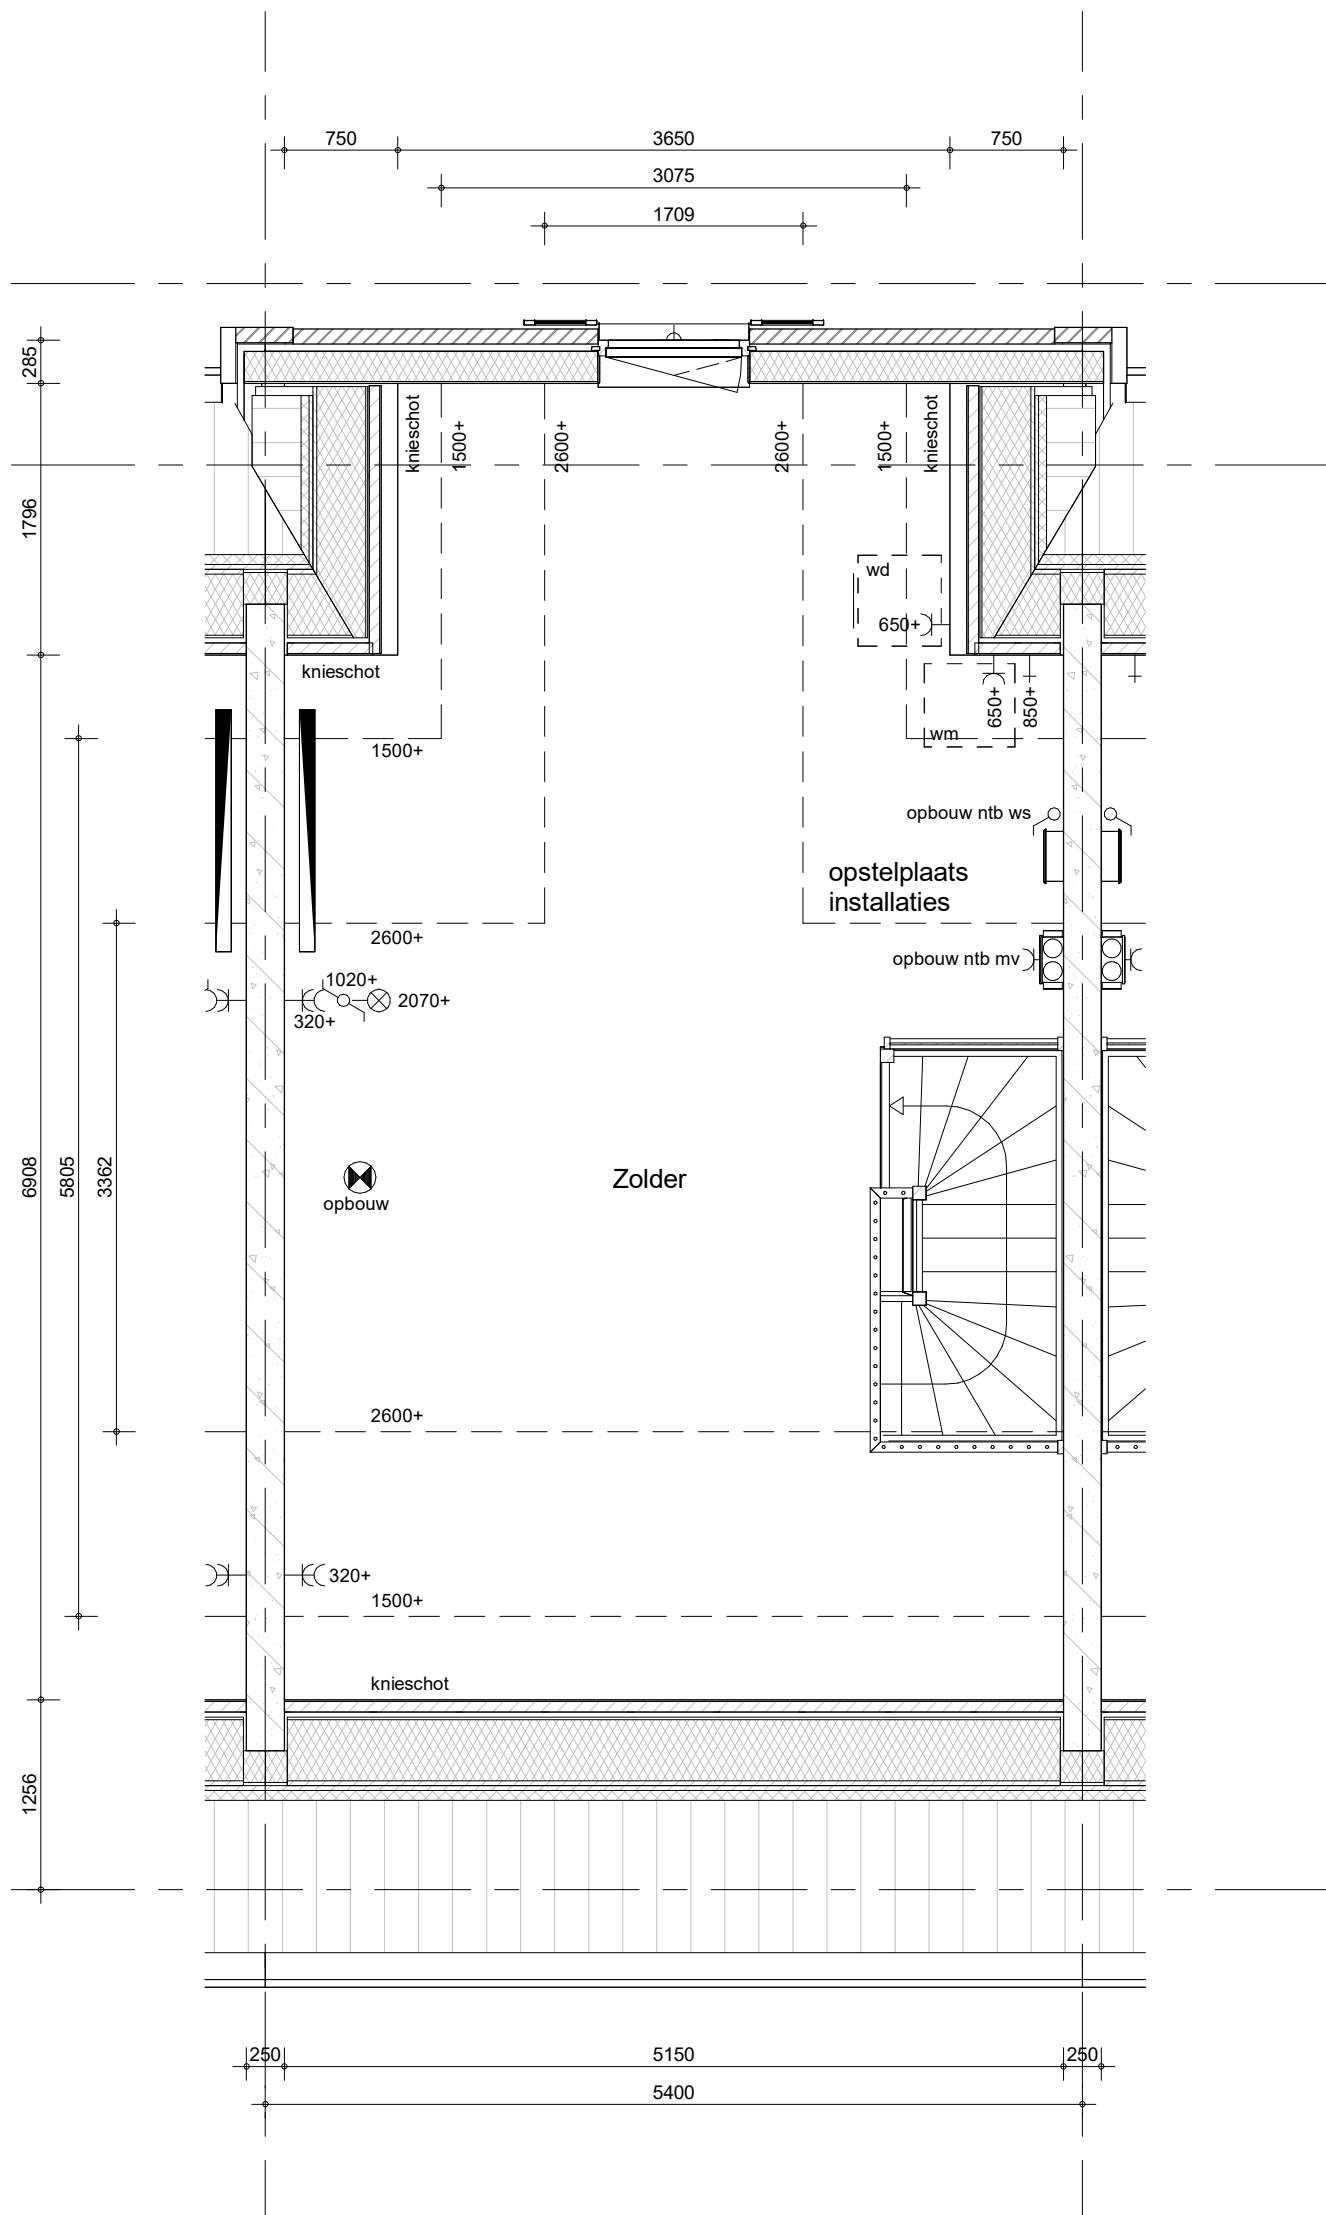 750
3650
750
3075
1709
285
1796
6908
5805
3362
1256
knieschot
1500+
2600+
2600+
1500+
knieschot
wd
650+
knieschot
650+
850+
wm
1500+
opbouw ntb ws
opstelplaats
installaties
2600+
opbouw ntb mv
1020+
2070+
320+
Zolder
opbouw
2600+
320+
1500+
knieschot
250
5150
250
5400